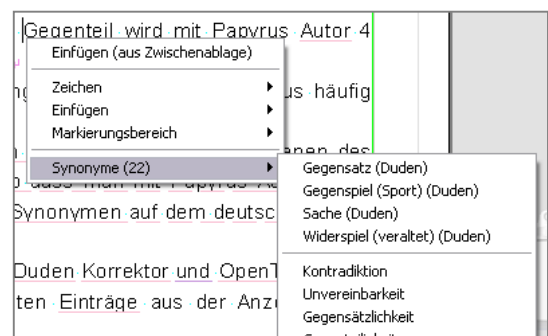 Gegenteil wird mit Papyrus Autor 4
Einfügen (aus Zwischenablage)
Zeichen
us häufig
Einfügen
Markierungsbereich
des
Synonyme (22)
Gegensatz (Duden)
Gegenspiel (Sport) (Duden)
Sache (Duden)
Synonymen auf dem deutsc
Widerspiel (veraltet) (Duden)
Duden Korrektor und OpenT
Kontradiktion
Unvereinbarkeit
ten Einträge aus der Anz
Gegensätzlichkeit